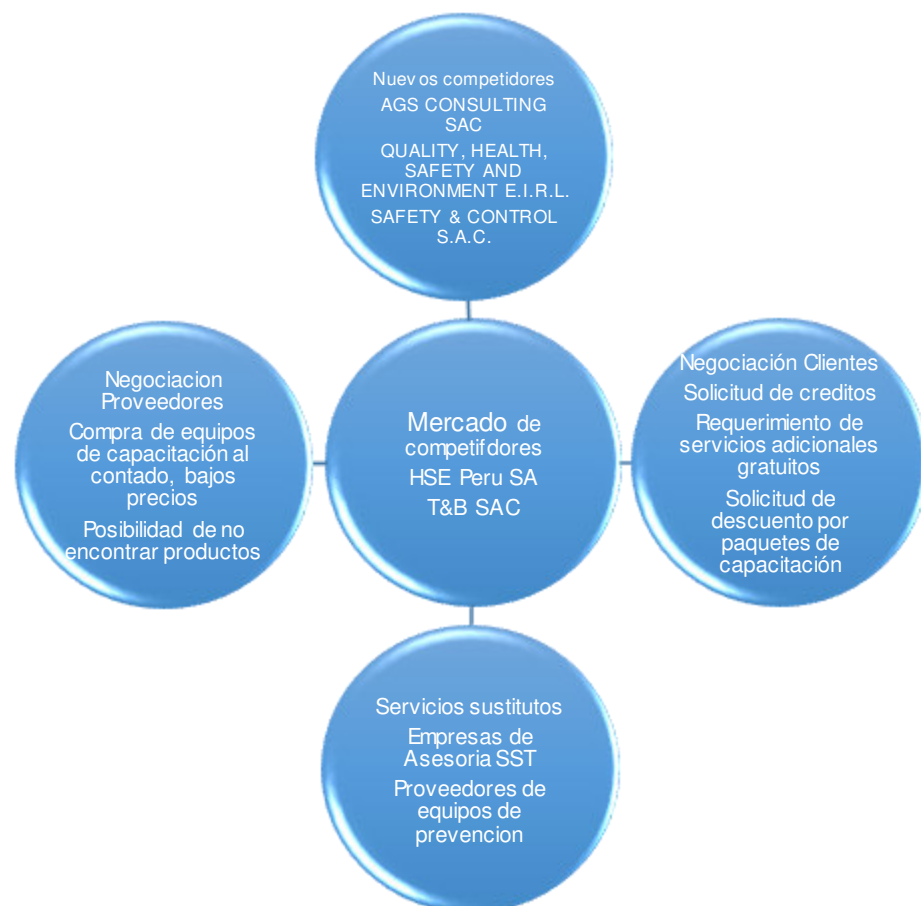 Nuevos competidores
AGS CONSULTING
SAC
QUALITY, HEALTH,
SAFETY AND
ENVIRONMENT E.I.R.L.
SAFETY & CONTROL
S.A.C.
Negociacion
Proveedores
Compra de equipos
de capacitación al
contado, bajos
precios
Posibilidad de no
encontrar productos
Mercado de
competifdores
HSE Peru SA
T&B SAC
Negociación Clientes
Solicitud de creditos
Requerimiento de
servicios adicionales
gratuitos
Solicitud de
descuento por
paquetes de
capacitación
Servicios sustitutos
Empresas de
Asesoria SST
Proveedores de
equipos de
prevencion